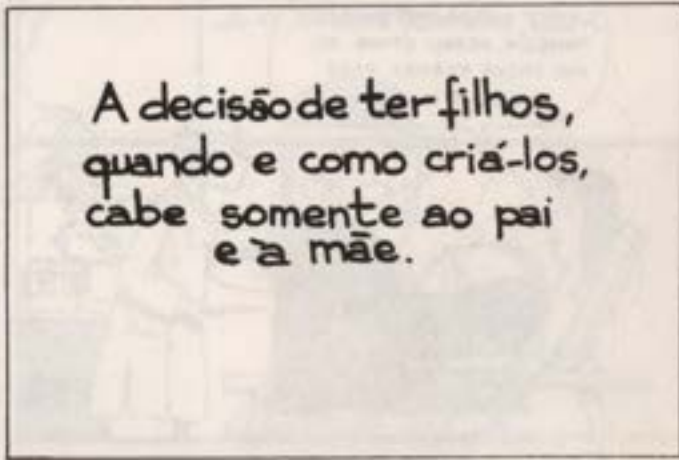 A decisão de ter filhos,
quando e como criá-los,
cabe somente ao pai
e à mãe.